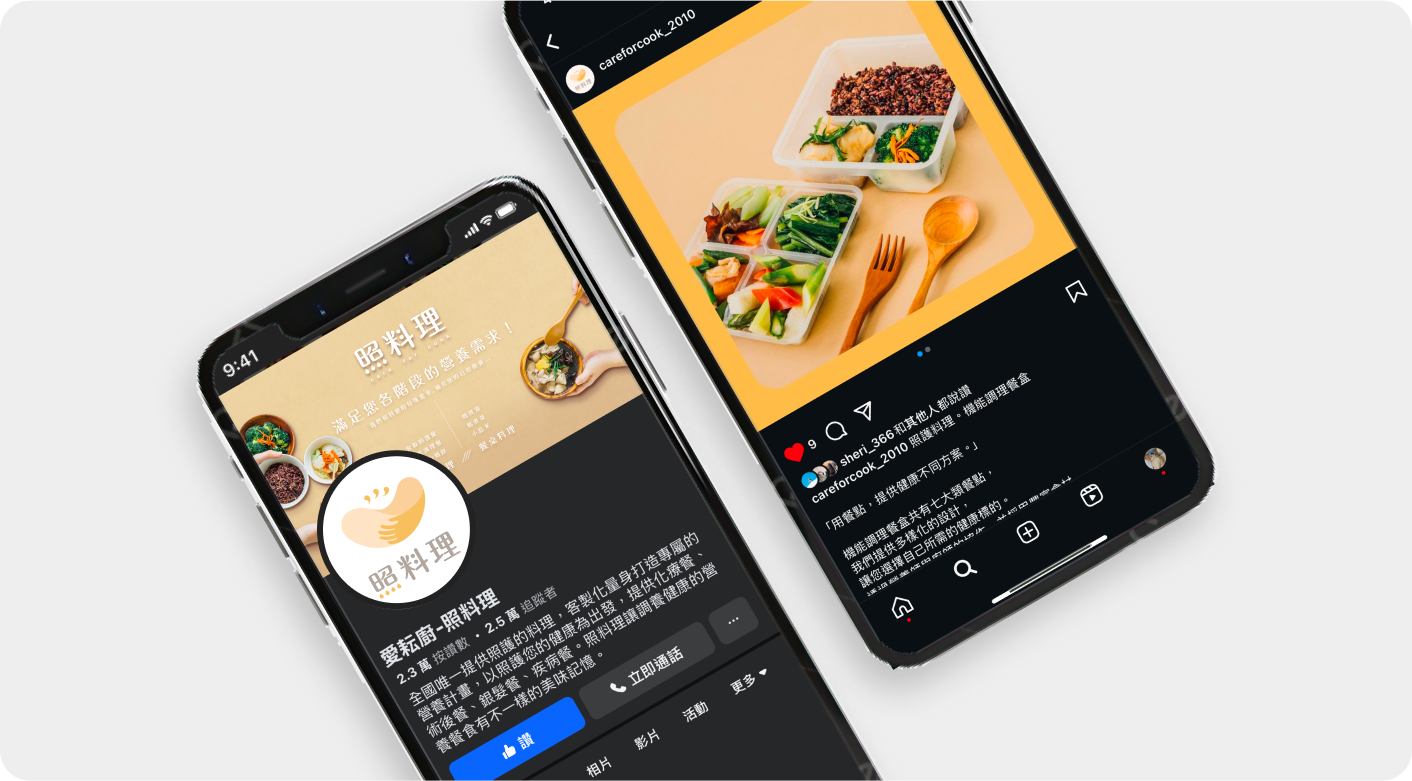 9:41
照料理
滿足您各階段的營養需求！
餐桌料理
照料理
愛耘廚-照料理
2.3 萬 按讚數 · 2.5 萬 追蹤者
全國唯一提供照護的料理，客製化量身打造專屬的
營養計畫，以照護您的健康為出發，提供化療餐、
術後餐、銀髮餐、疾病餐。照料理讓調養健康的營
養餐食有不一樣的美味記憶。
讚
立即通話
...
相片
影片
活動
更多
careforcook_2010
照料理
9
sheri_366 和其他人都說讚
careforcook_2010 照護料理。機能調理餐盒
「用餐點，提供健康不同方案。」
機能調理餐盒共有七大類餐點，
我們提供多樣化的設計，
讓您選擇自己所需的健康標的。